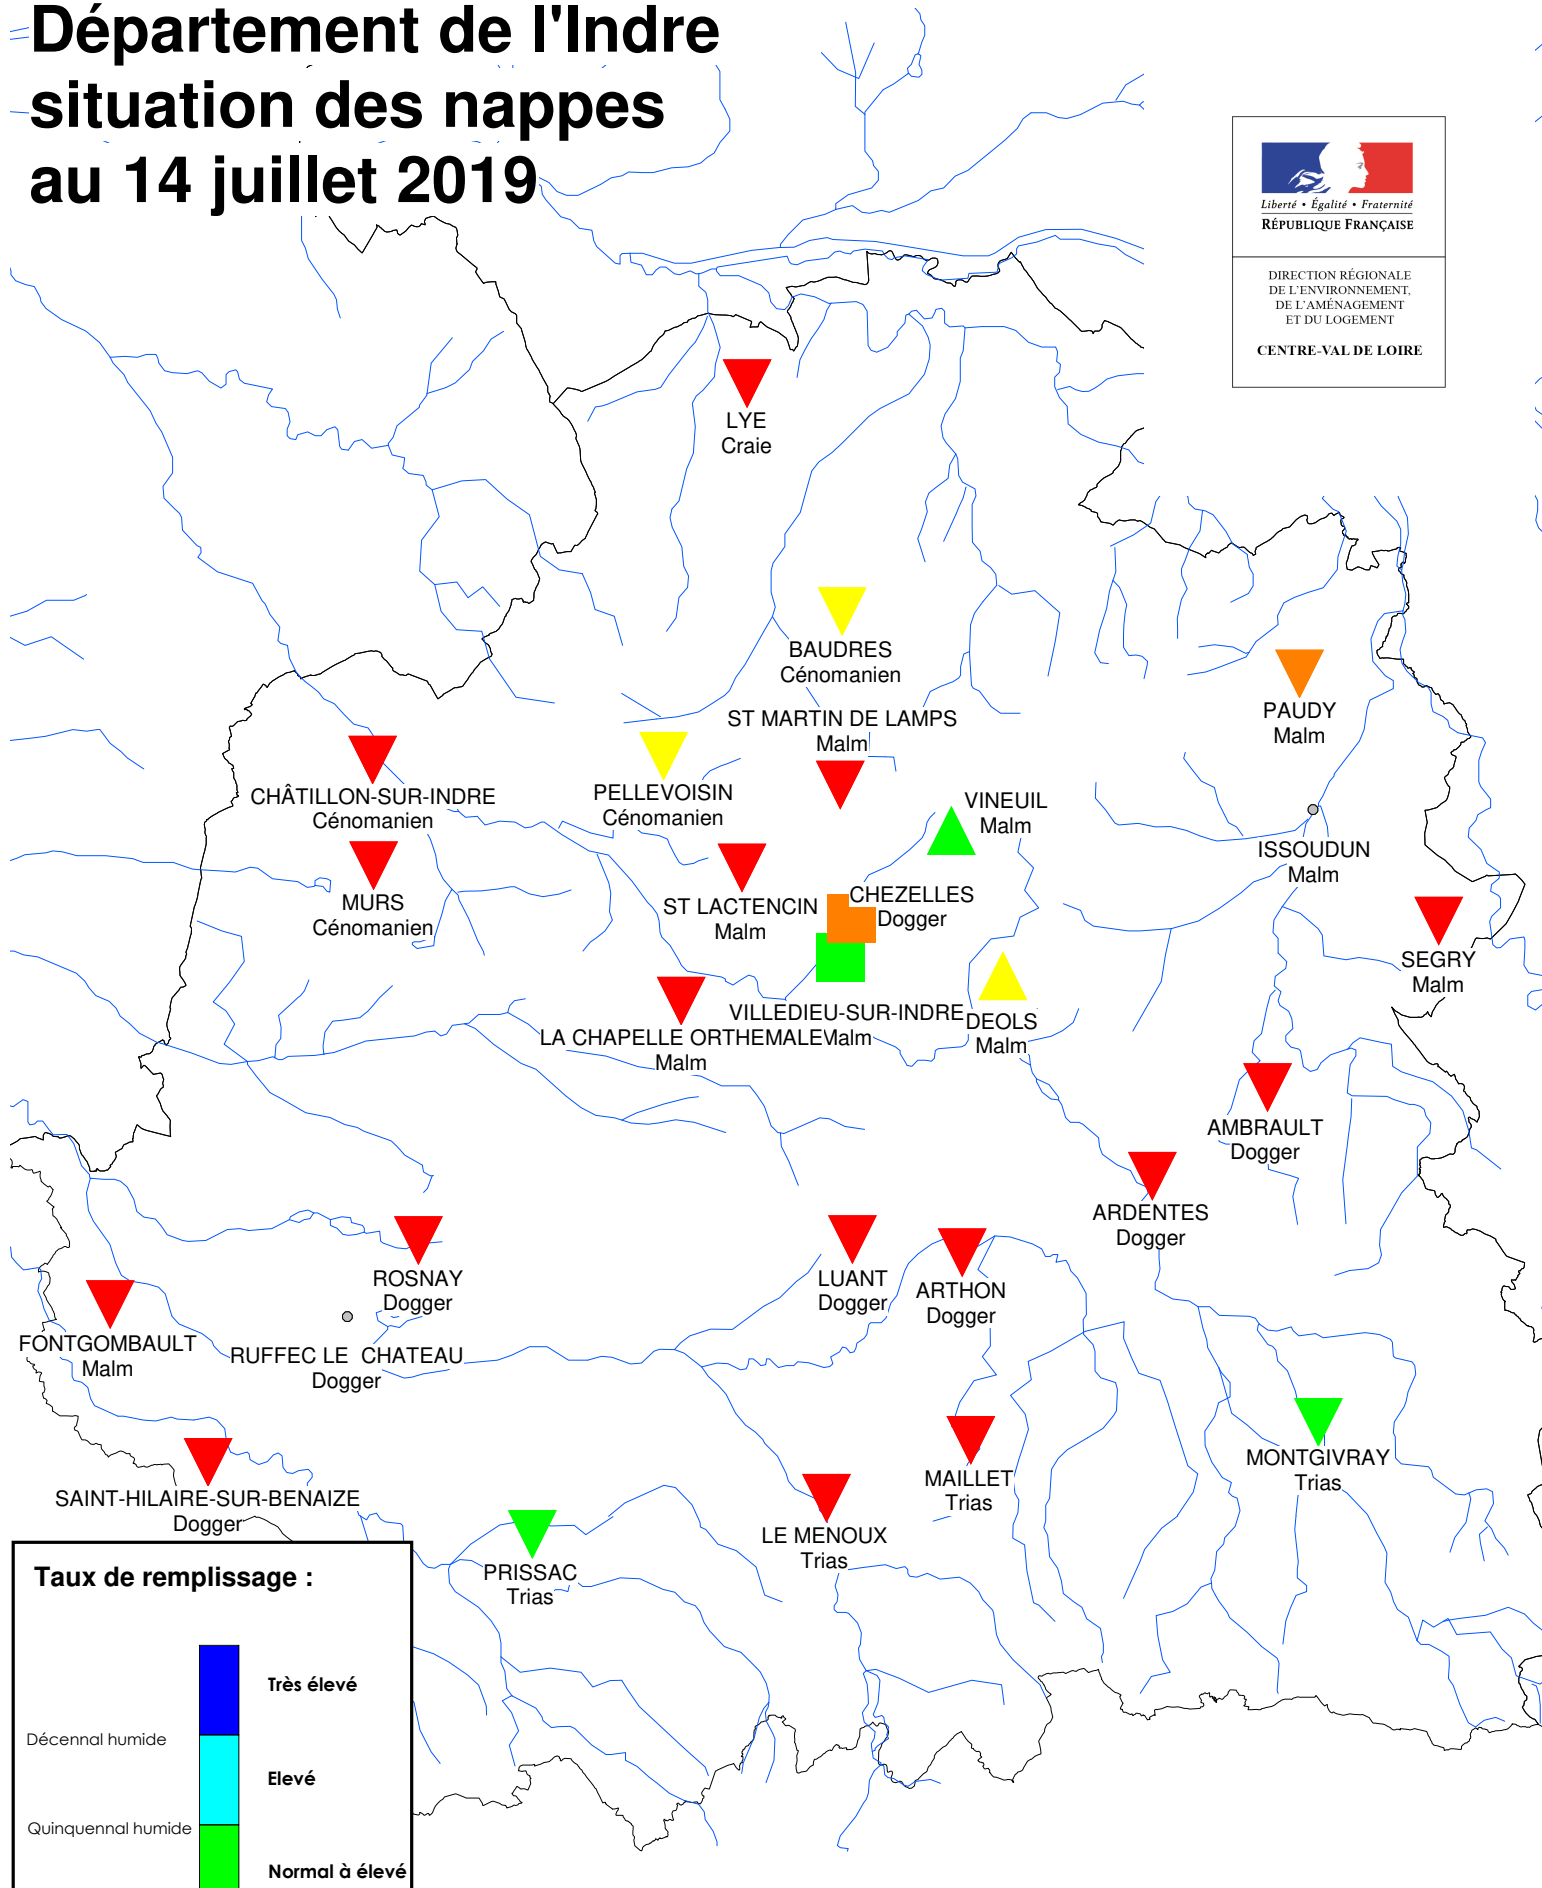 Département de l'Indre
situation des nappes
au 14 juillet 2019
Liberté • Égalité • Fraternité
RÉPUBLIQUE FRANÇAISE
DIRECTION RÉGIONALE
DE L'ENVIRONNEMENT,
DE L'AMÉNAGEMENT
ET DU LOGEMENT
CENTRE-VAL DE LOIRE
LYE
Craie
BAUDRES
Cénomanien
ST MARTIN DE LAMPS
Malm
PAUDY
Malm
CHÂTILLON-SUR-INDRE
Cénomanien
PELLEVOISIN
Cénomanien
VINEUIL
Malm
ISSOUDUN
Malm
MURS
Cénomanien
ST LACTENCIN
Malm
CHEZELLES
Dogger
SEGRY
Malm
VILLEDIEU-SUR-INDRE
Malm
DEOLS
Malm
LA CHAPELLE ORTHEMALE
Malm
AMBRAULT
Dogger
ARDENTES
Dogger
ROSNAY
Dogger
LUANT
Dogger
ARTHON
Dogger
FONTGOMBAULT
Malm
RUFFEC LE CHATEAU
Dogger
MONTGIVRAY
Trias
MAILLET
Trias
SAINT-HILAIRE-SUR-BENAIZE
Dogger
LE MENOUX
Trias
PRISSAC
Trias
Taux de remplissage :
Très élevé
Décennal humide
Elevé
Quinquennal humide
Normal à élevé